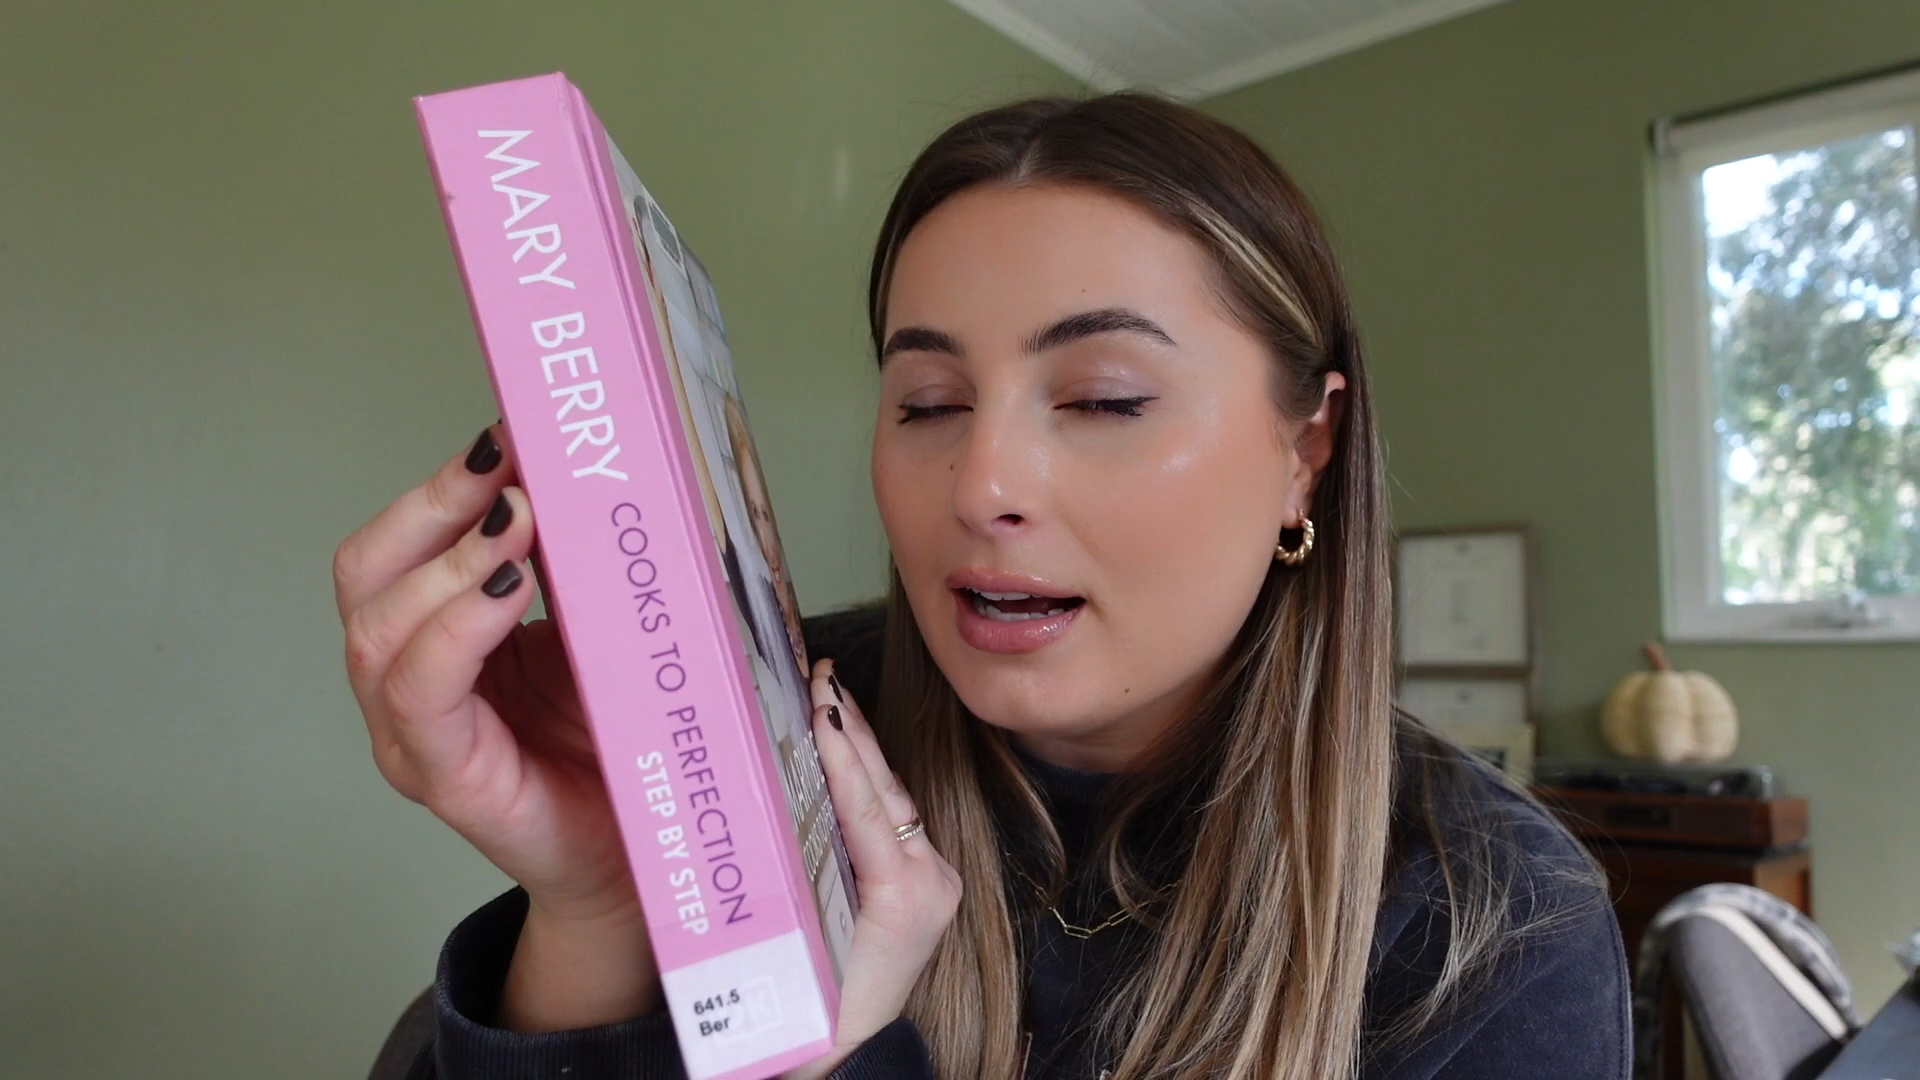 MARY BERRY COOKS TO PERFECTION
STEP BY STEP
641.5
Ber